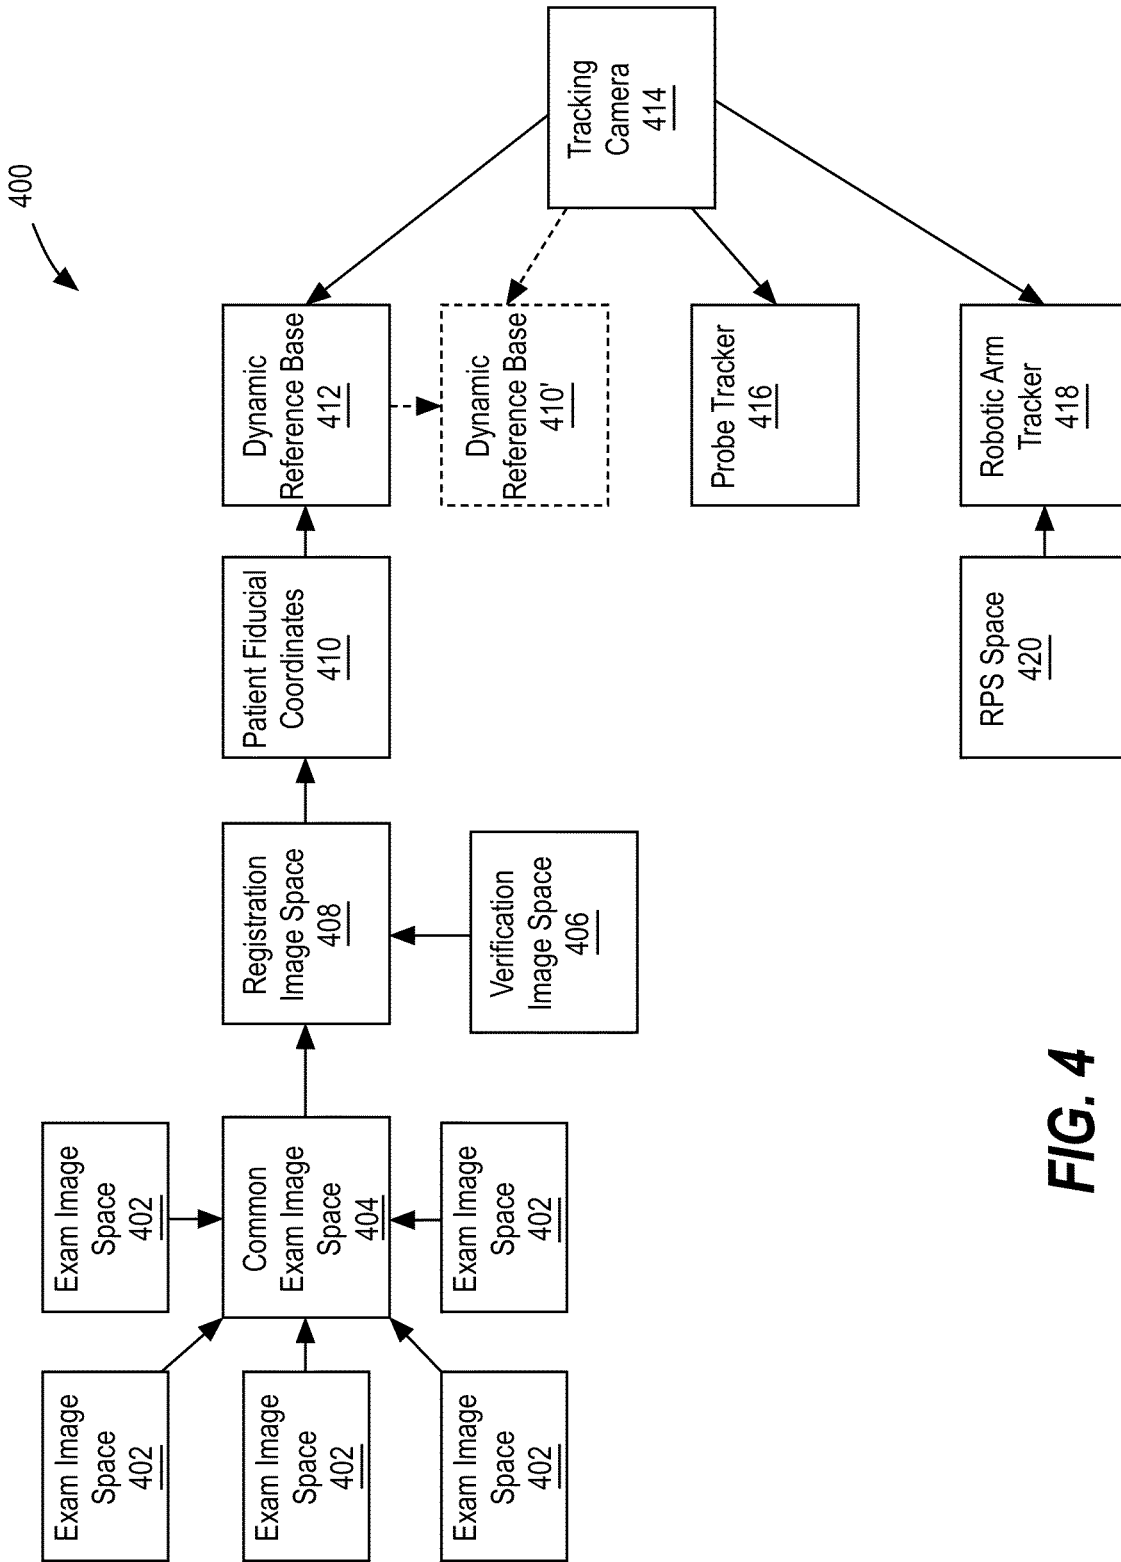 400
Exam Image
Space
402
Exam Image
Space
402
Exam Image
Space
402
Exam Image
Space
402
Exam Image
Space
402
Common
Exam Image
Space
404
Registration
Image Space
408
Verification
Image Space
406
Patient Fiducial
Coordinates
410
Dynamic
Reference Base
412
Dynamic
Reference Base
410'
Tracking
Camera
414
Probe Tracker
416
Robotic Arm
Tracker
418
RPS Space
420
FIG. 4